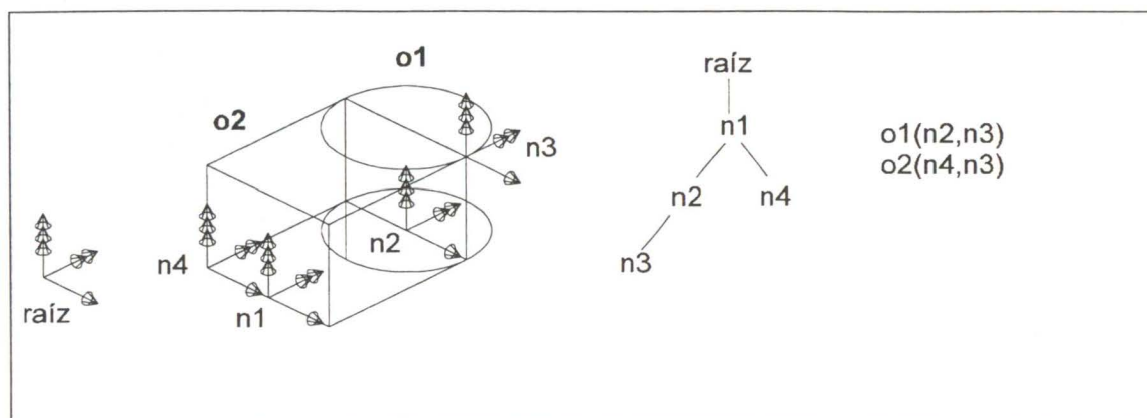 o1
o2
n3
n2
n4
n1
raíz
raíz
n1
n2 n4
n3
o1(n2,n3)
o2(n4,n3)